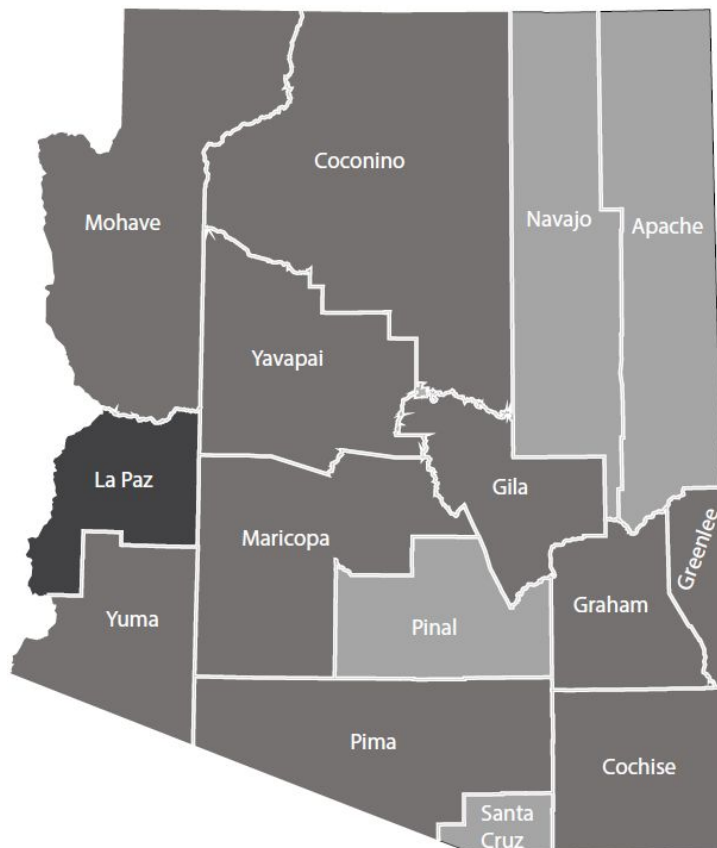 Coconino
Mohave
Navajo
Apache
Yavapai
La Paz
Gila
Maricopa
Greenlee
Graham
Yuma
Pinal
Pima
Cochise
Santa
Cruz